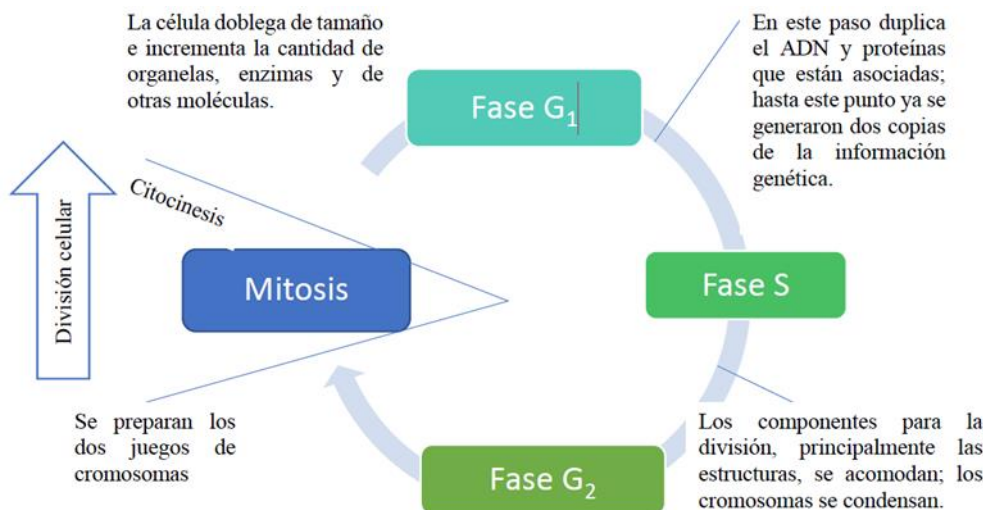 La célula doblega de tamaño
e incrementa la cantidad de
organelas, enzimas y de
otras moléculas.
En este paso duplica
el ADN y proteínas
que están asociadas;
hasta este punto ya se
generaron dos copias
de la información
genética.
Fase G₁
Citocinesis
División celular
Mitosis
Fase S
Se preparan los
dos juegos de
cromosomas
Fase G₂
Los componentes para la
división, principalmente las
estructuras, se acomodan; los
cromosomas se condensan.